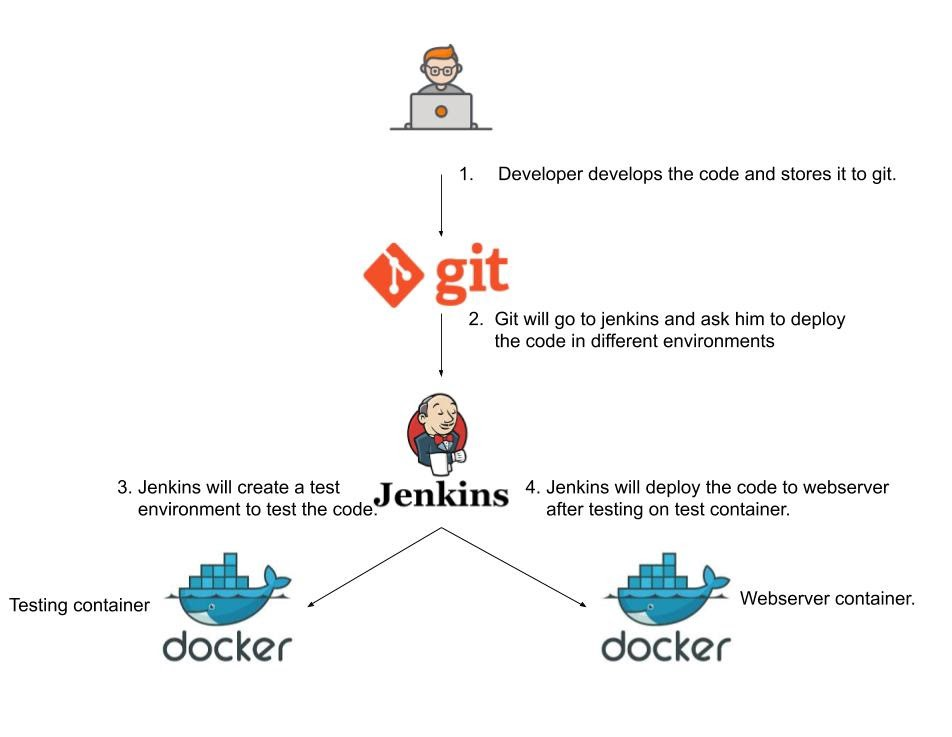 1. Developer develops the code and stores it to git.
git
2. Git will go to jenkins and ask him to deploy
the code in different environments
3. Jenkins will create a test
environment to test the code.
Jenkins
4. Jenkins will deploy the code to webserver
after testing on test container.
Testing container
docker
Webserver container.
docker